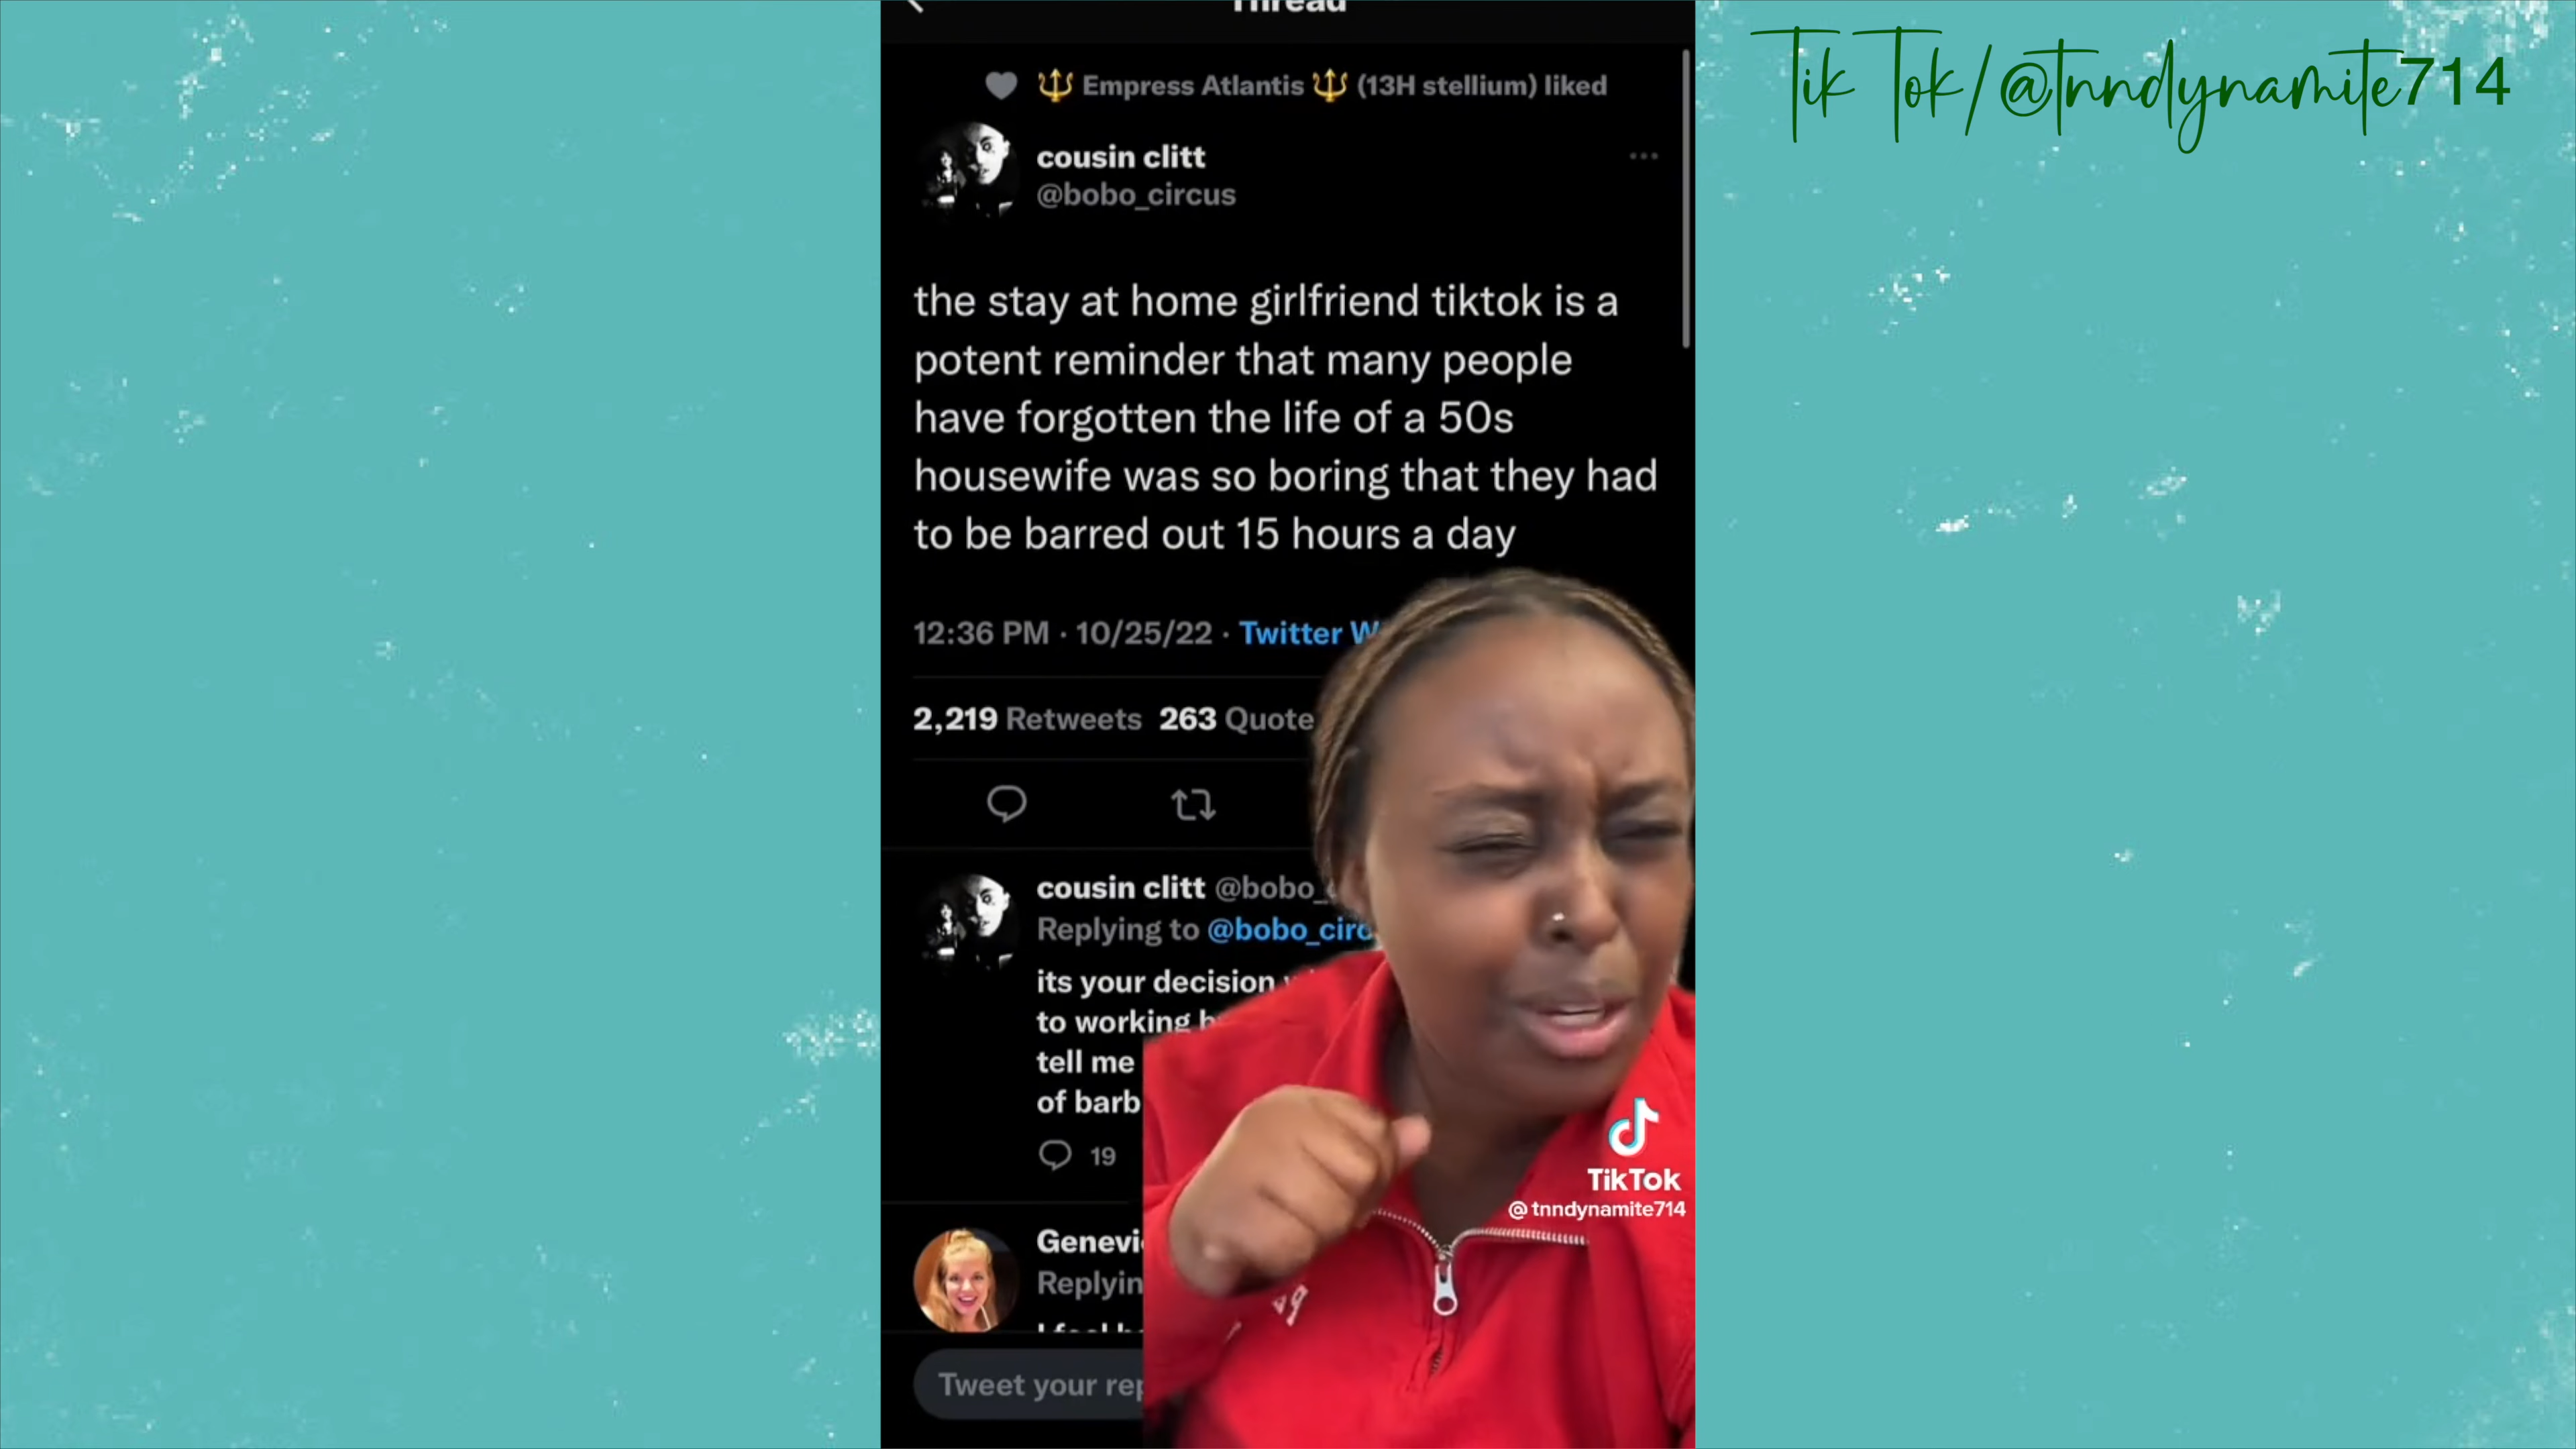 Thread
Tik Tok/@tnndynamite714
Empress Atlantis (13H stellium) liked
cousin clitt
@bobo_circus
the stay at home girlfriend tiktok is a
potent reminder that many people
have forgotten the life of a 50s
housewife was so boring that they had
to be barred out 15 hours a day
12:36 PM · 10/25/22 · Twitter
2,219 Retweets 263 Quote
cousin clitt @bobo_
Replying to @bobo_circ
its your decision
to working
tell me
of barb
19
Genevi
Replyin
Tweet your rep
TikTok
@tnndynamite714